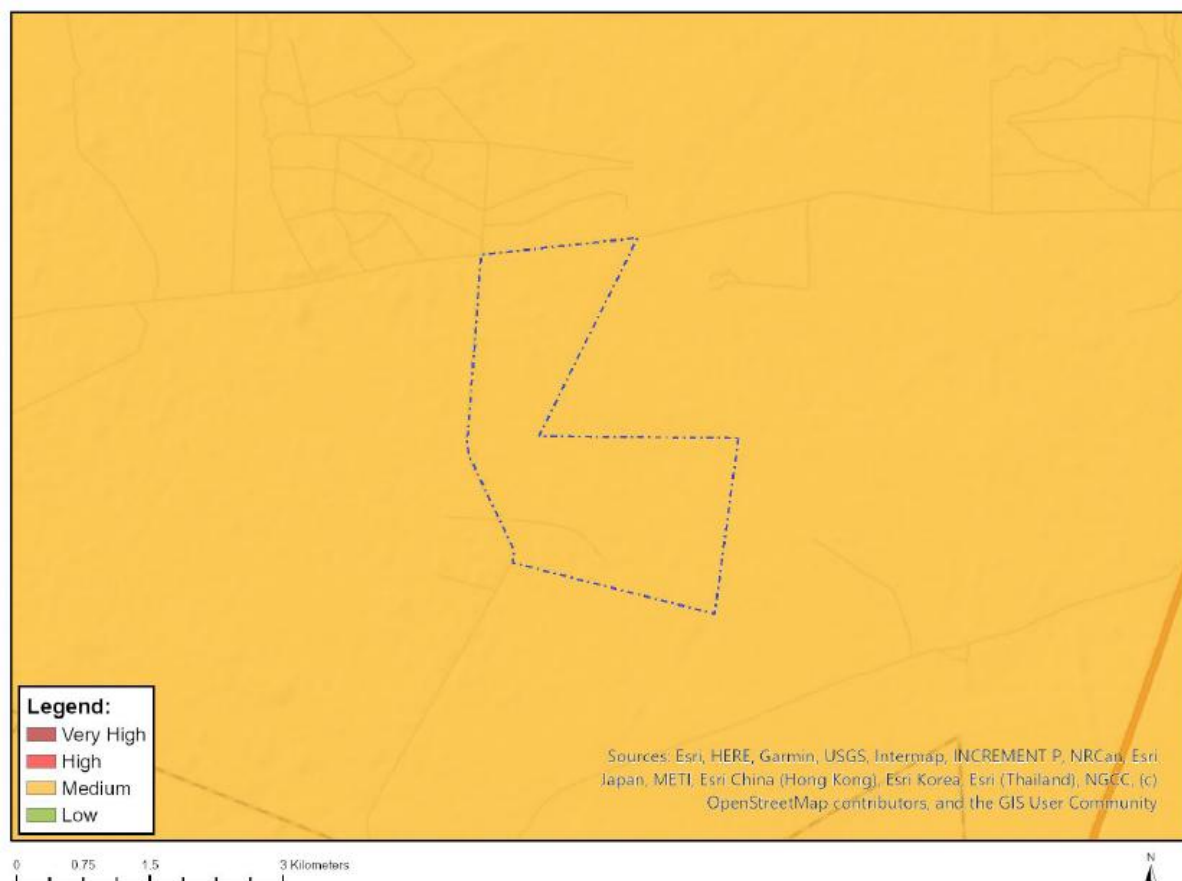 Legend:
Very High
High
Medium
Low
Sources: Esri, HERE, Garmin, USGS, Intermap, INCREMENT P, NRCan, Esri
Japan, METI, Esri China (Hong Kong), Esri Korea, Esri (Thailand), NGCC, (c)
OpenStreetMap contributors, and the GIS User Community
0 0.75 1.5 3 Kilometers
N